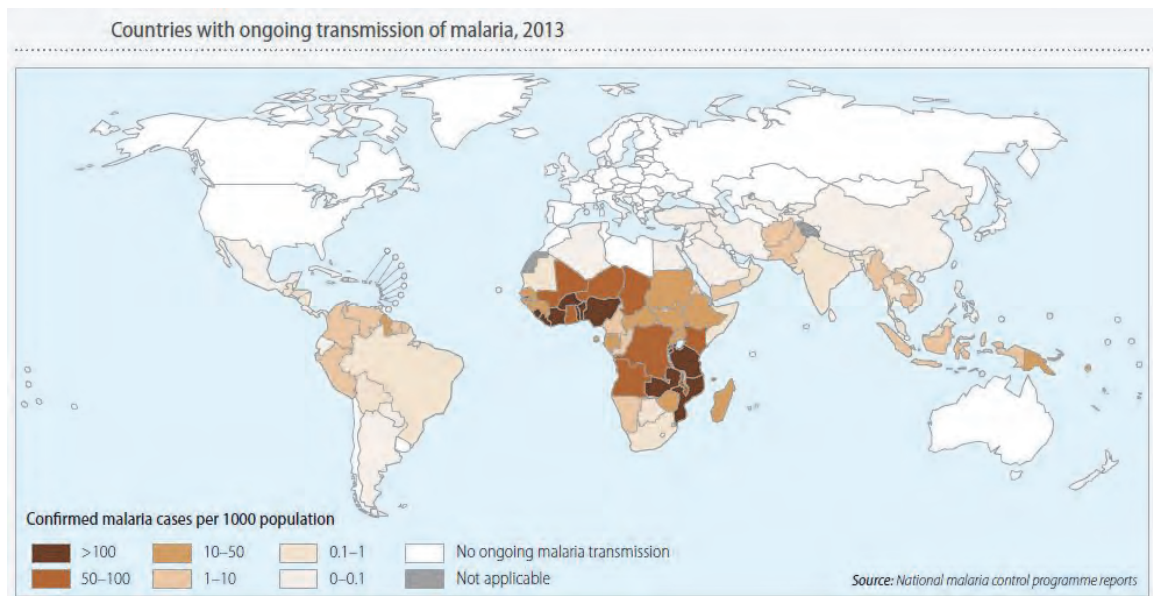 Countries with ongoing transmission of malaria, 2013
Confirmed malaria cases per 1000 population
>100
10–50
0.1–1
No ongoing malaria transmission
50–100
1–10
0–0.1
Not applicable
Source: National malaria control programme reports